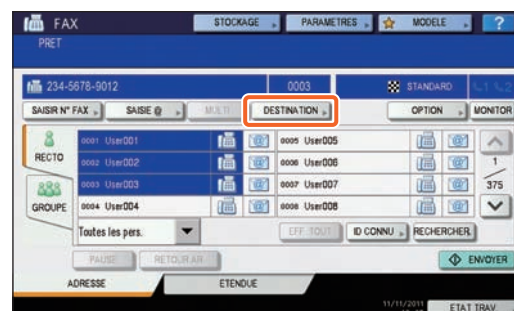 FAX STOCKAGE PARAMETRES MODELE ?
PRET
234-5678-9012 0003 STANDARD L1 L2
SAISIR N° FAX SAISIE @ MULTI DESTINATION OPTION MONITOR
RECTO
0001 User001 0005 User005
0002 User002 0006 User006
0003 User003 0007 User007
0004 User004 0008 User008
1
375
GROUPE
Toutes les pers. EFF TOUT ID CONNU RECHERCHER
PAUSE RETOUR AR ENVOYER
ADRESSE ETENDUE
11/11/2011 ETAT TRAV